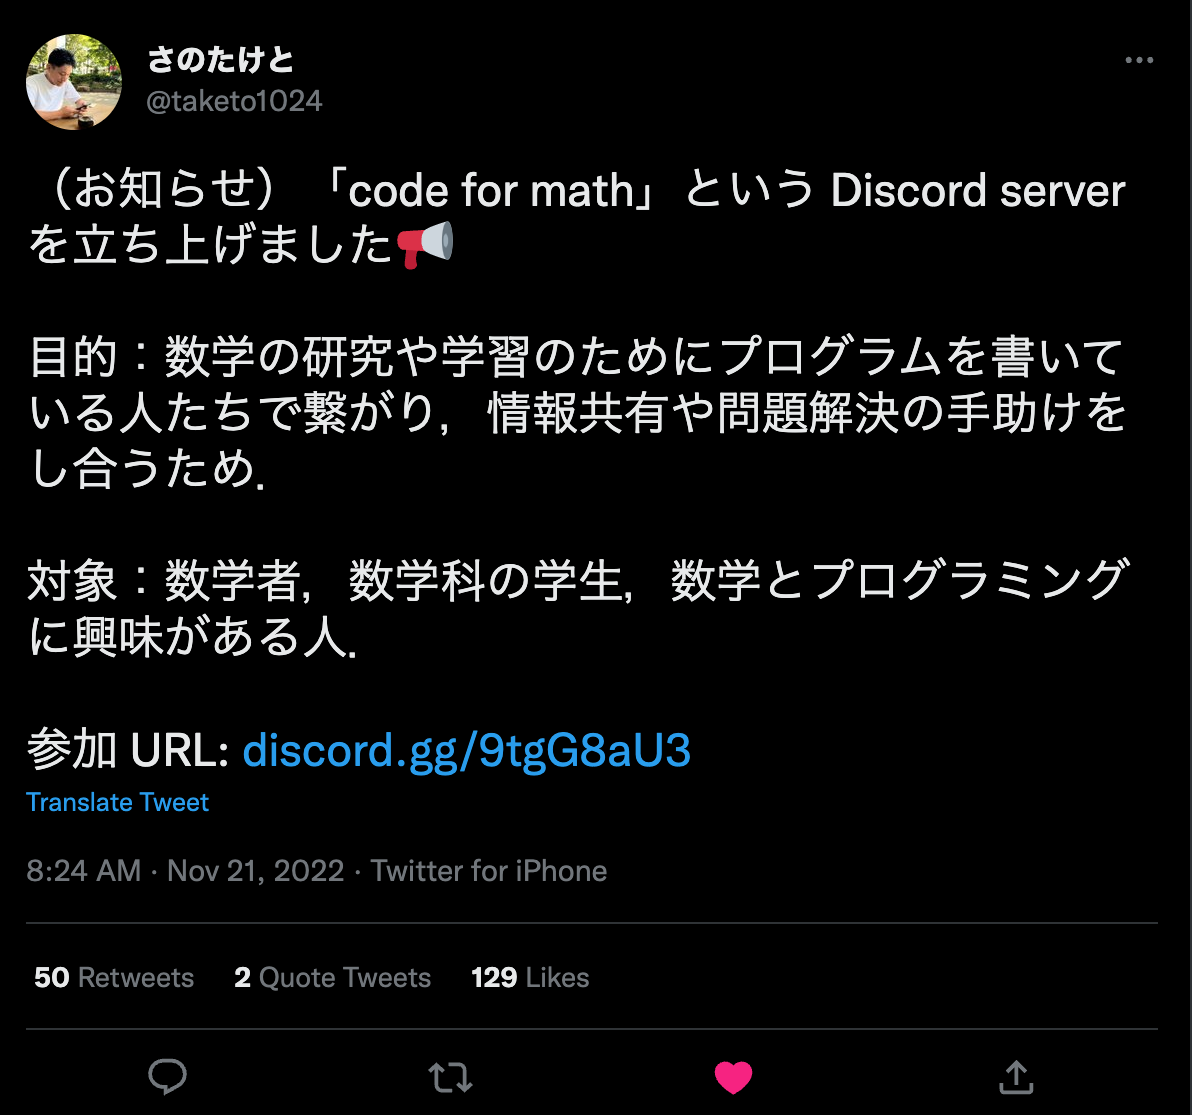 さのたけと
@taketo1024
（お知らせ）「code for math」という Discord server
を立ち上げました📢
目的：数学の研究や学習のためにプログラムを書いて
いる人たちで繋がり，情報共有や問題解決の手助けを
し合うため．
対象：数学者，数学科の学生，数学とプログラミング
に興味がある人．
参加 URL: discord.gg/9tgG8aU3
Translate Tweet
8:24 AM · Nov 21, 2022 · Twitter for iPhone
50 Retweets 2 Quote Tweets 129 Likes